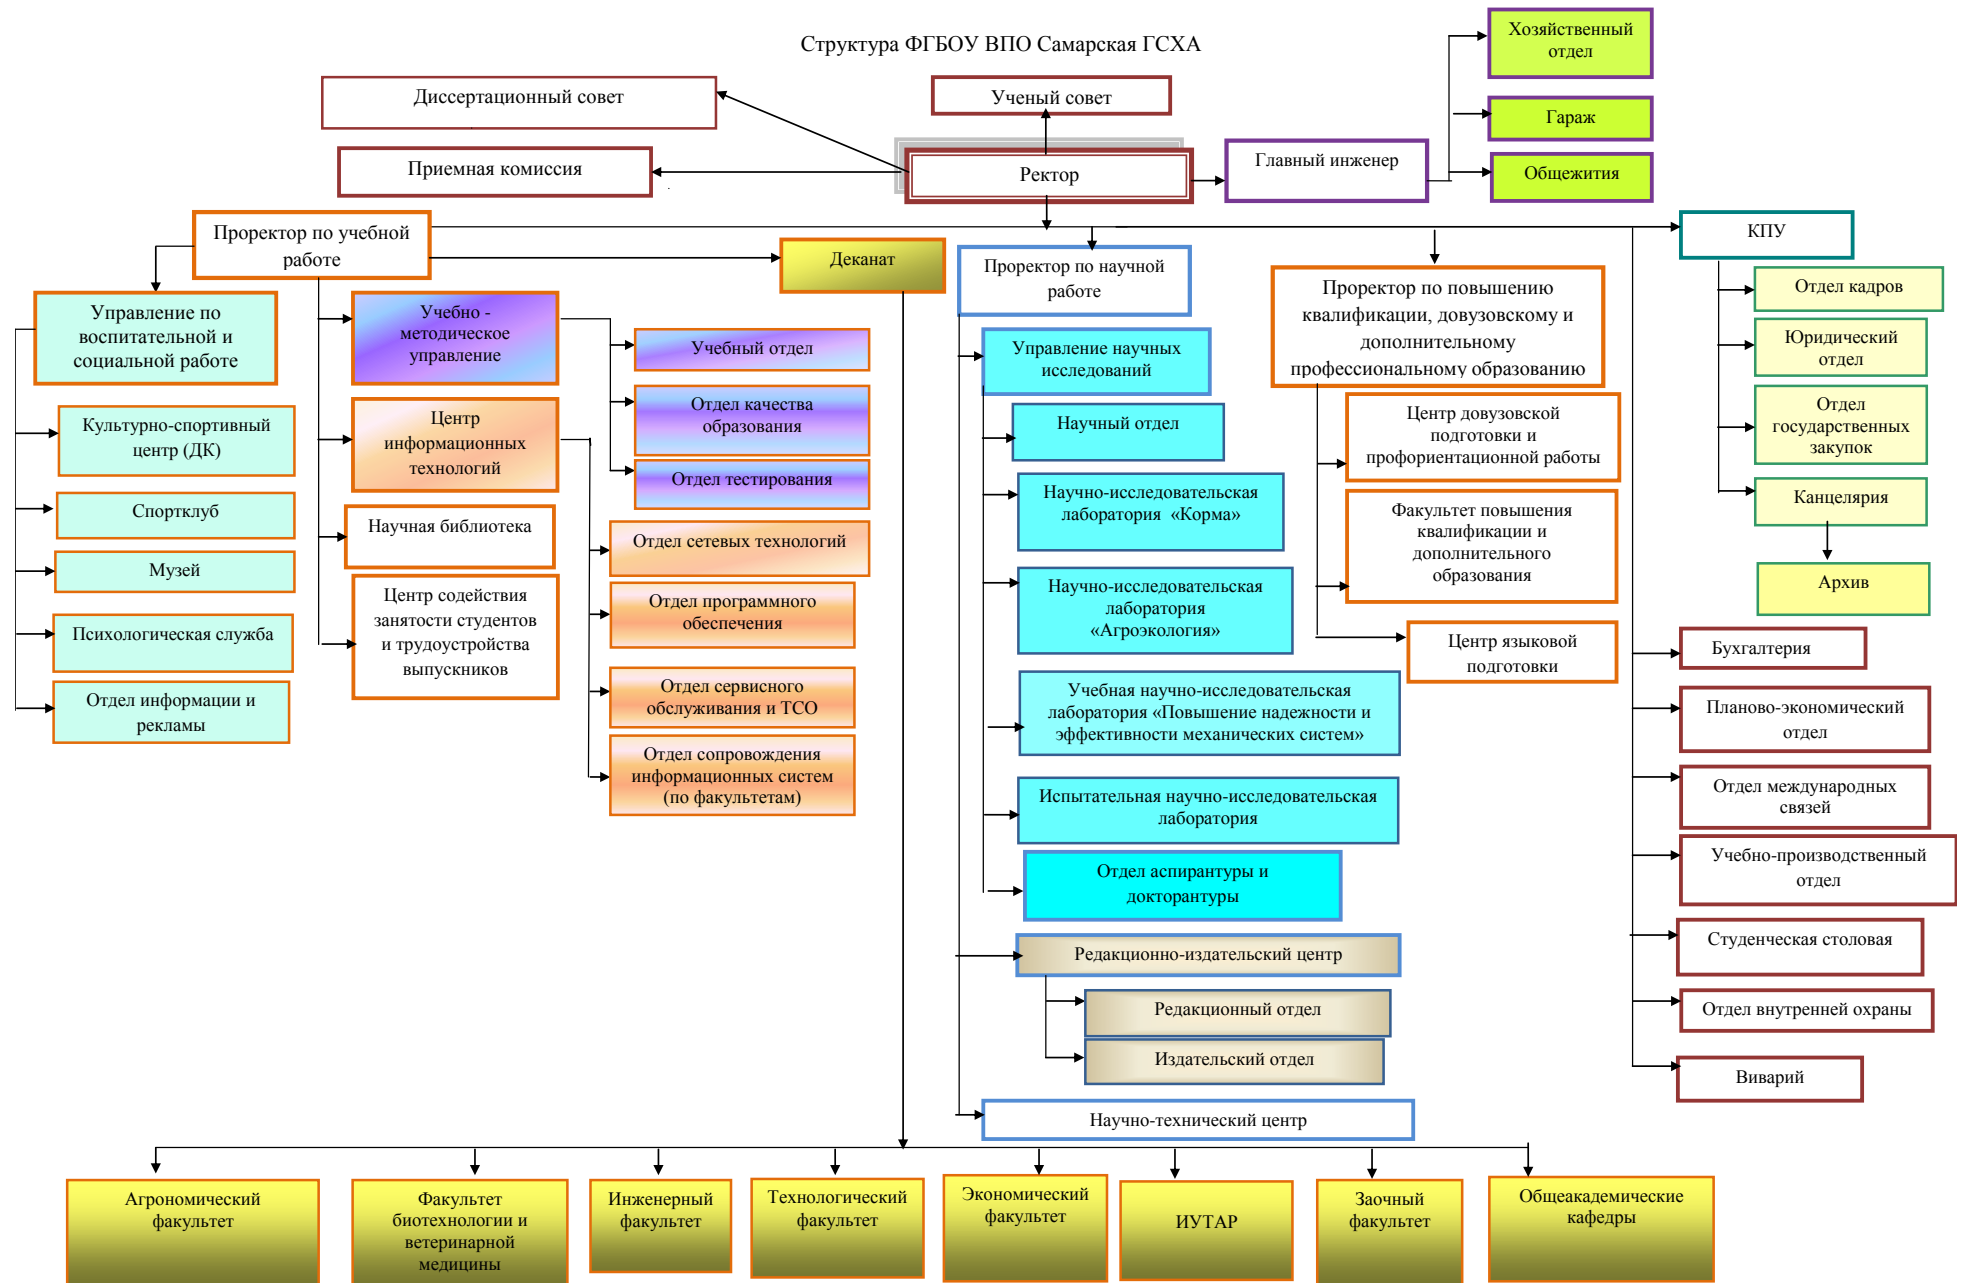 Структура ФГБОУ ВПО Самарская ГСХА
Диссертационный совет
Ученый совет
Хозяйственный
отдел
Гараж
Приемная комиссия
Ректор
Главный инженер
Общежития
Проректор по учебной
работе
Деканат
Проректор по научной
работе
Проректор по повышению
квалификации, довузовскому и
дополнительному
профессиональному образованию
КПУ
Управление по
воспитательной и
социальной работе
Культурно-спортивный
центр (ДК)
Спортклуб
Музей
Психологическая служба
Отдел информации и
рекламы
Учебно -
методическое
управление
Центр
информационных
технологий
Научная библиотека
Центр содействия
занятости студентов
и трудоустройства
выпускников
Учебный отдел
Отдел качества
образования
Отдел тестирования
Отдел сетевых технологий
Отдел программного
обеспечения
Отдел сервисного
обслуживания и ТСО
Отдел сопровождения
информационных систем
(по факультетам)
Управление научных
исследований
Научный отдел
Научно-исследовательская
лаборатория «Корма»
Научно-исследовательская
лаборатория
«Агроэкология»
Учебная научно-исследовательская
лаборатория «Повышение надежности и
эффективности механических систем»
Испытательная научно-исследовательская
лаборатория
Отдел аспирантуры и
докторантуры
Редакционно-издательский центр
Редакционный отдел
Издательский отдел
Научно-технический центр
Центр довузовской
подготовки и
профориентационной работы
Факультет повышения
квалификации и
дополнительного
образования
Центр языковой
подготовки
Отдел кадров
Юридический
отдел
Отдел
государственных
закупок
Канцелярия
Архив
Бухгалтерия
Планово-экономический
отдел
Отдел международных
связей
Учебно-производственный
отдел
Студенческая столовая
Отдел внутренней охраны
Виварий
Агрономический
факультет
Факультет
биотехнологии и
ветеринарной
медицины
Инженерный
факультет
Технологический
факультет
Экономический
факультет
ИУТАР
Заочный
факультет
Общеакадемические
кафедры